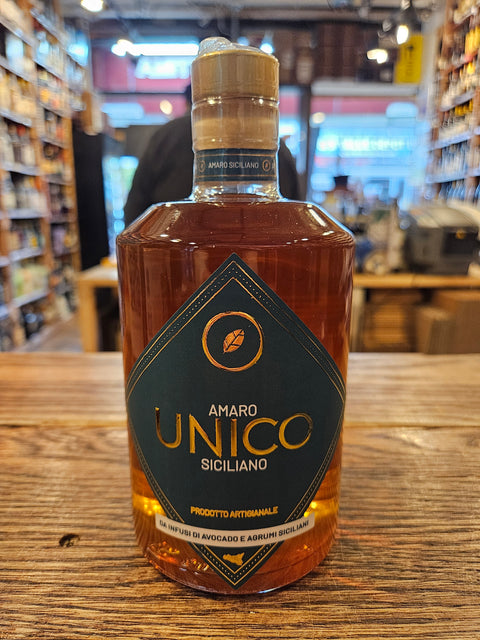 AMARO SICILIANO
AMARO
UNICO
SICILIANO
PRODOTTO ARTIGIANALE
DA INFUSI DI AVOCADO E AGRUMI SICILIANI